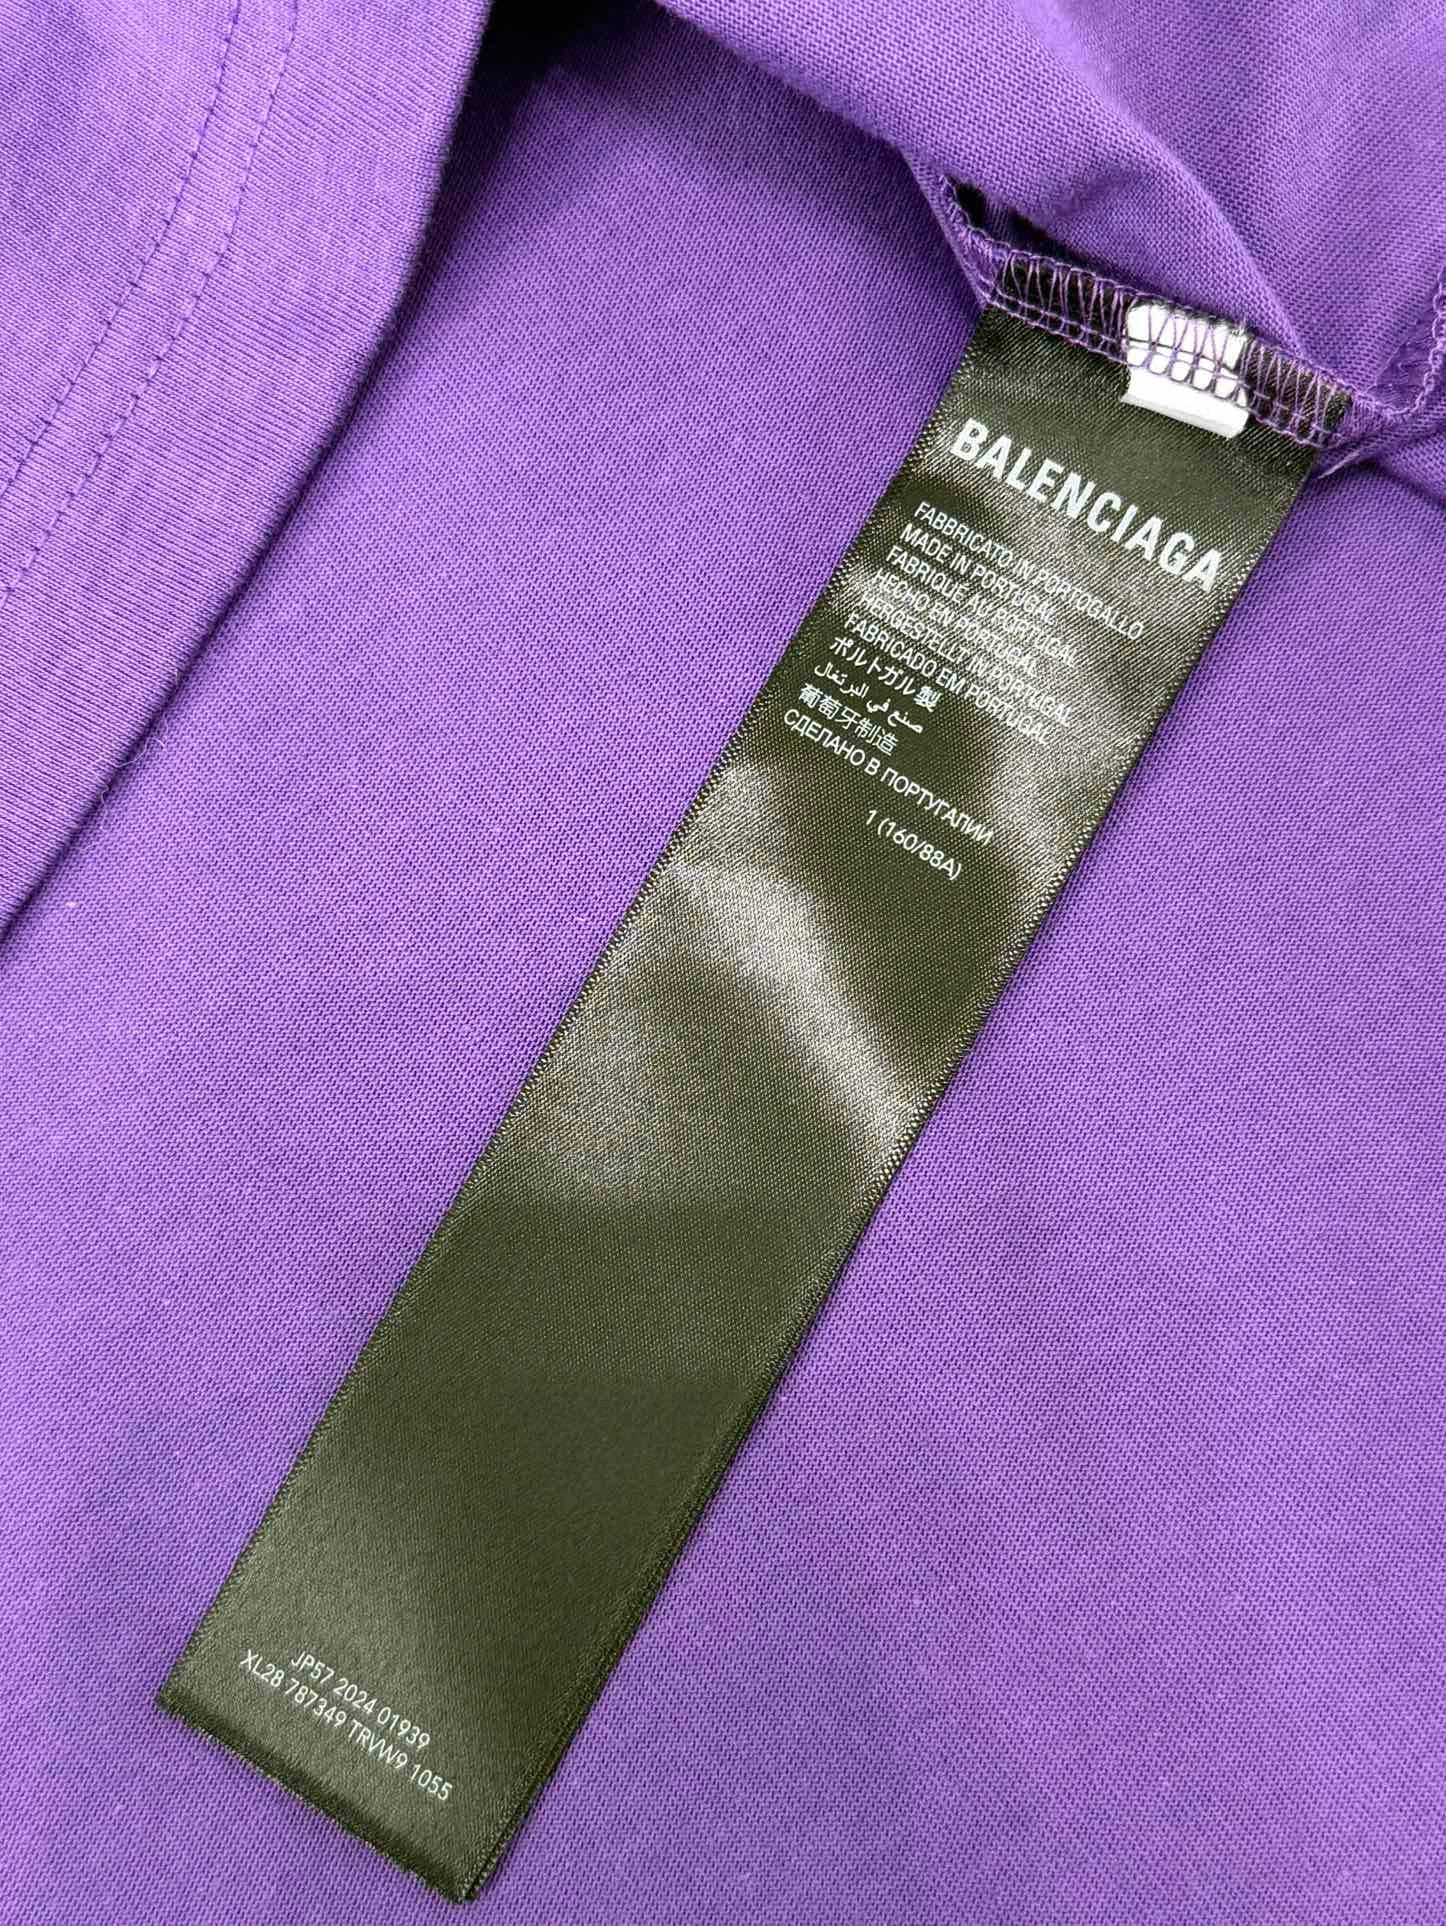 BALENCIAGA
FABBRICATO IN PORTOGALLO
MADE IN PORTUGAL
FABRIQUE AU PORTUGAL
HECHO EN PORTUGAL
HERGESTELLT IN PORTUGAL
FABRICADO EM PORTUGAL
ポルトガル製
صنع في البرتغال
葡萄牙制造
СДЕЛАНО В ПОРТУГАЛИИ
1 (160/88A)
JP57 2024 01939
XL28 787349 TRVW9 1055